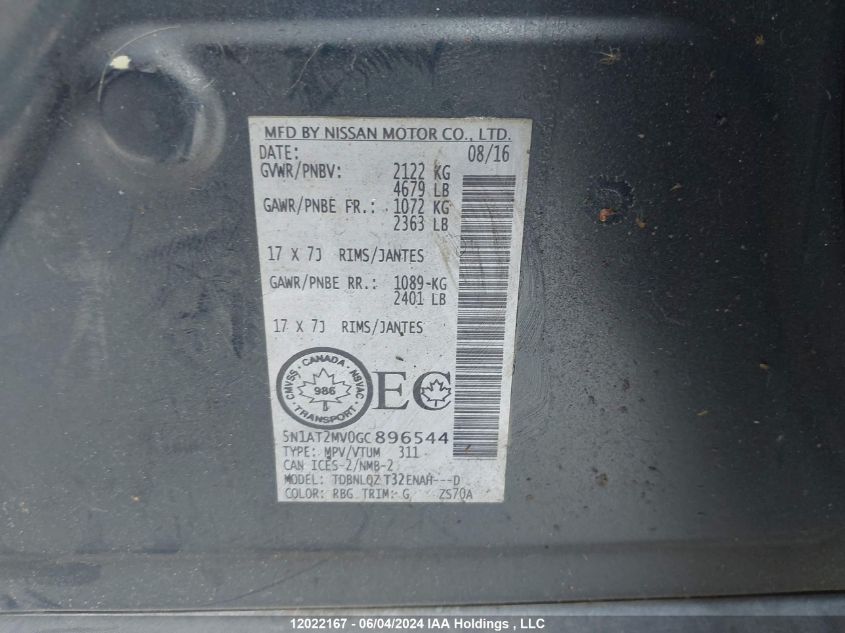 MFD BY NISSAN MOTOR CO., LTD.
DATE: 08/16
GVWR/PNBV: 2122 KG
4679 LB
GAWR/PNBE FR.: 1072 KG
2363 LB
17 X 7J RIMS/JANTES
GAWR/PNBE RR.: 1089-KG
2401 LB
17 X 7J RIMS/JANTES
CANADA
CMVSS NSVAC
986
TRANSPORT
EC
5N1AT2MV0GC896544
TYPE: MPV/VTUM 311
CAN ICES-2/NMB-2
MODEL: TDBNLQZ T32ENAH---D
COLOR: RBG TRIM: G ZS70A
12022167 - 06/04/2024 IAA Holdings , LLC